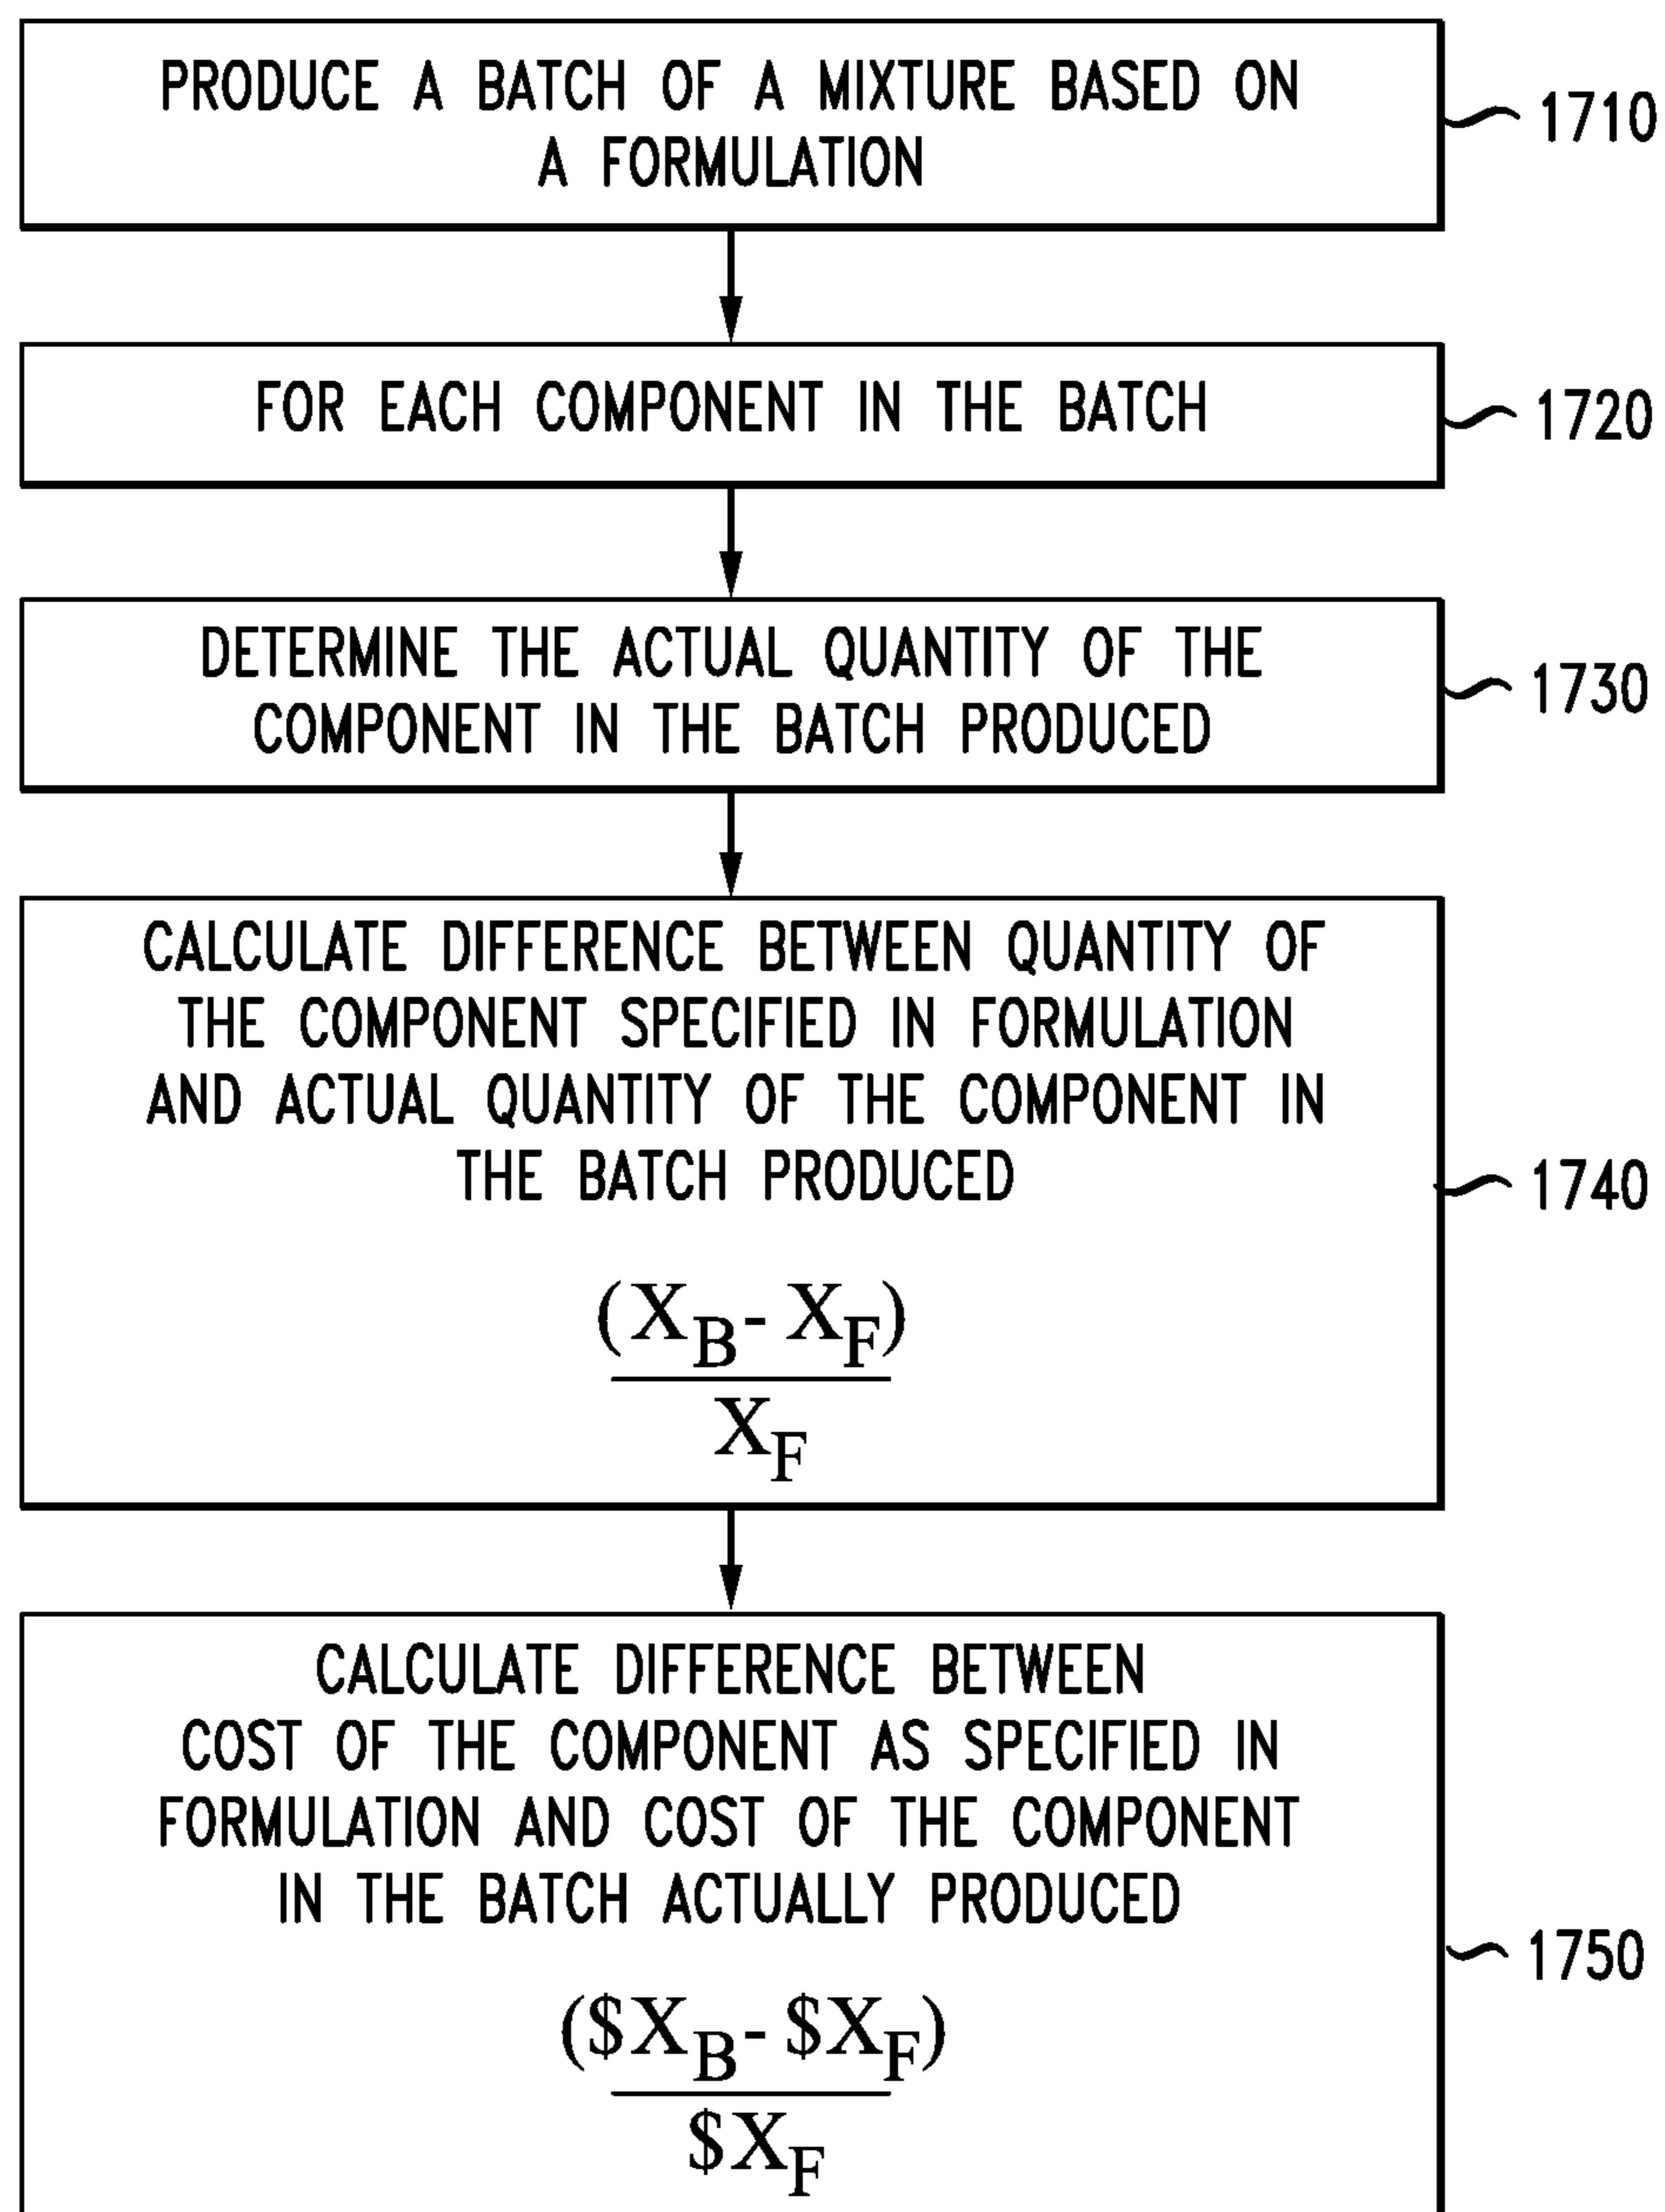 PRODUCE A BATCH OF A MIXTURE BASED ON
A FORMULATION
1710
FOR EACH COMPONENT IN THE BATCH
1720
DETERMINE THE ACTUAL QUANTITY OF THE
COMPONENT IN THE BATCH PRODUCED
1730
CALCULATE DIFFERENCE BETWEEN QUANTITY OF
THE COMPONENT SPECIFIED IN FORMULATION
AND ACTUAL QUANTITY OF THE COMPONENT IN
THE BATCH PRODUCED
1740
(X_B - X_F)
X_F
CALCULATE DIFFERENCE BETWEEN
COST OF THE COMPONENT AS SPECIFIED IN
FORMULATION AND COST OF THE COMPONENT
IN THE BATCH ACTUALLY PRODUCED
1750
($X_B - $X_F)
$X_F